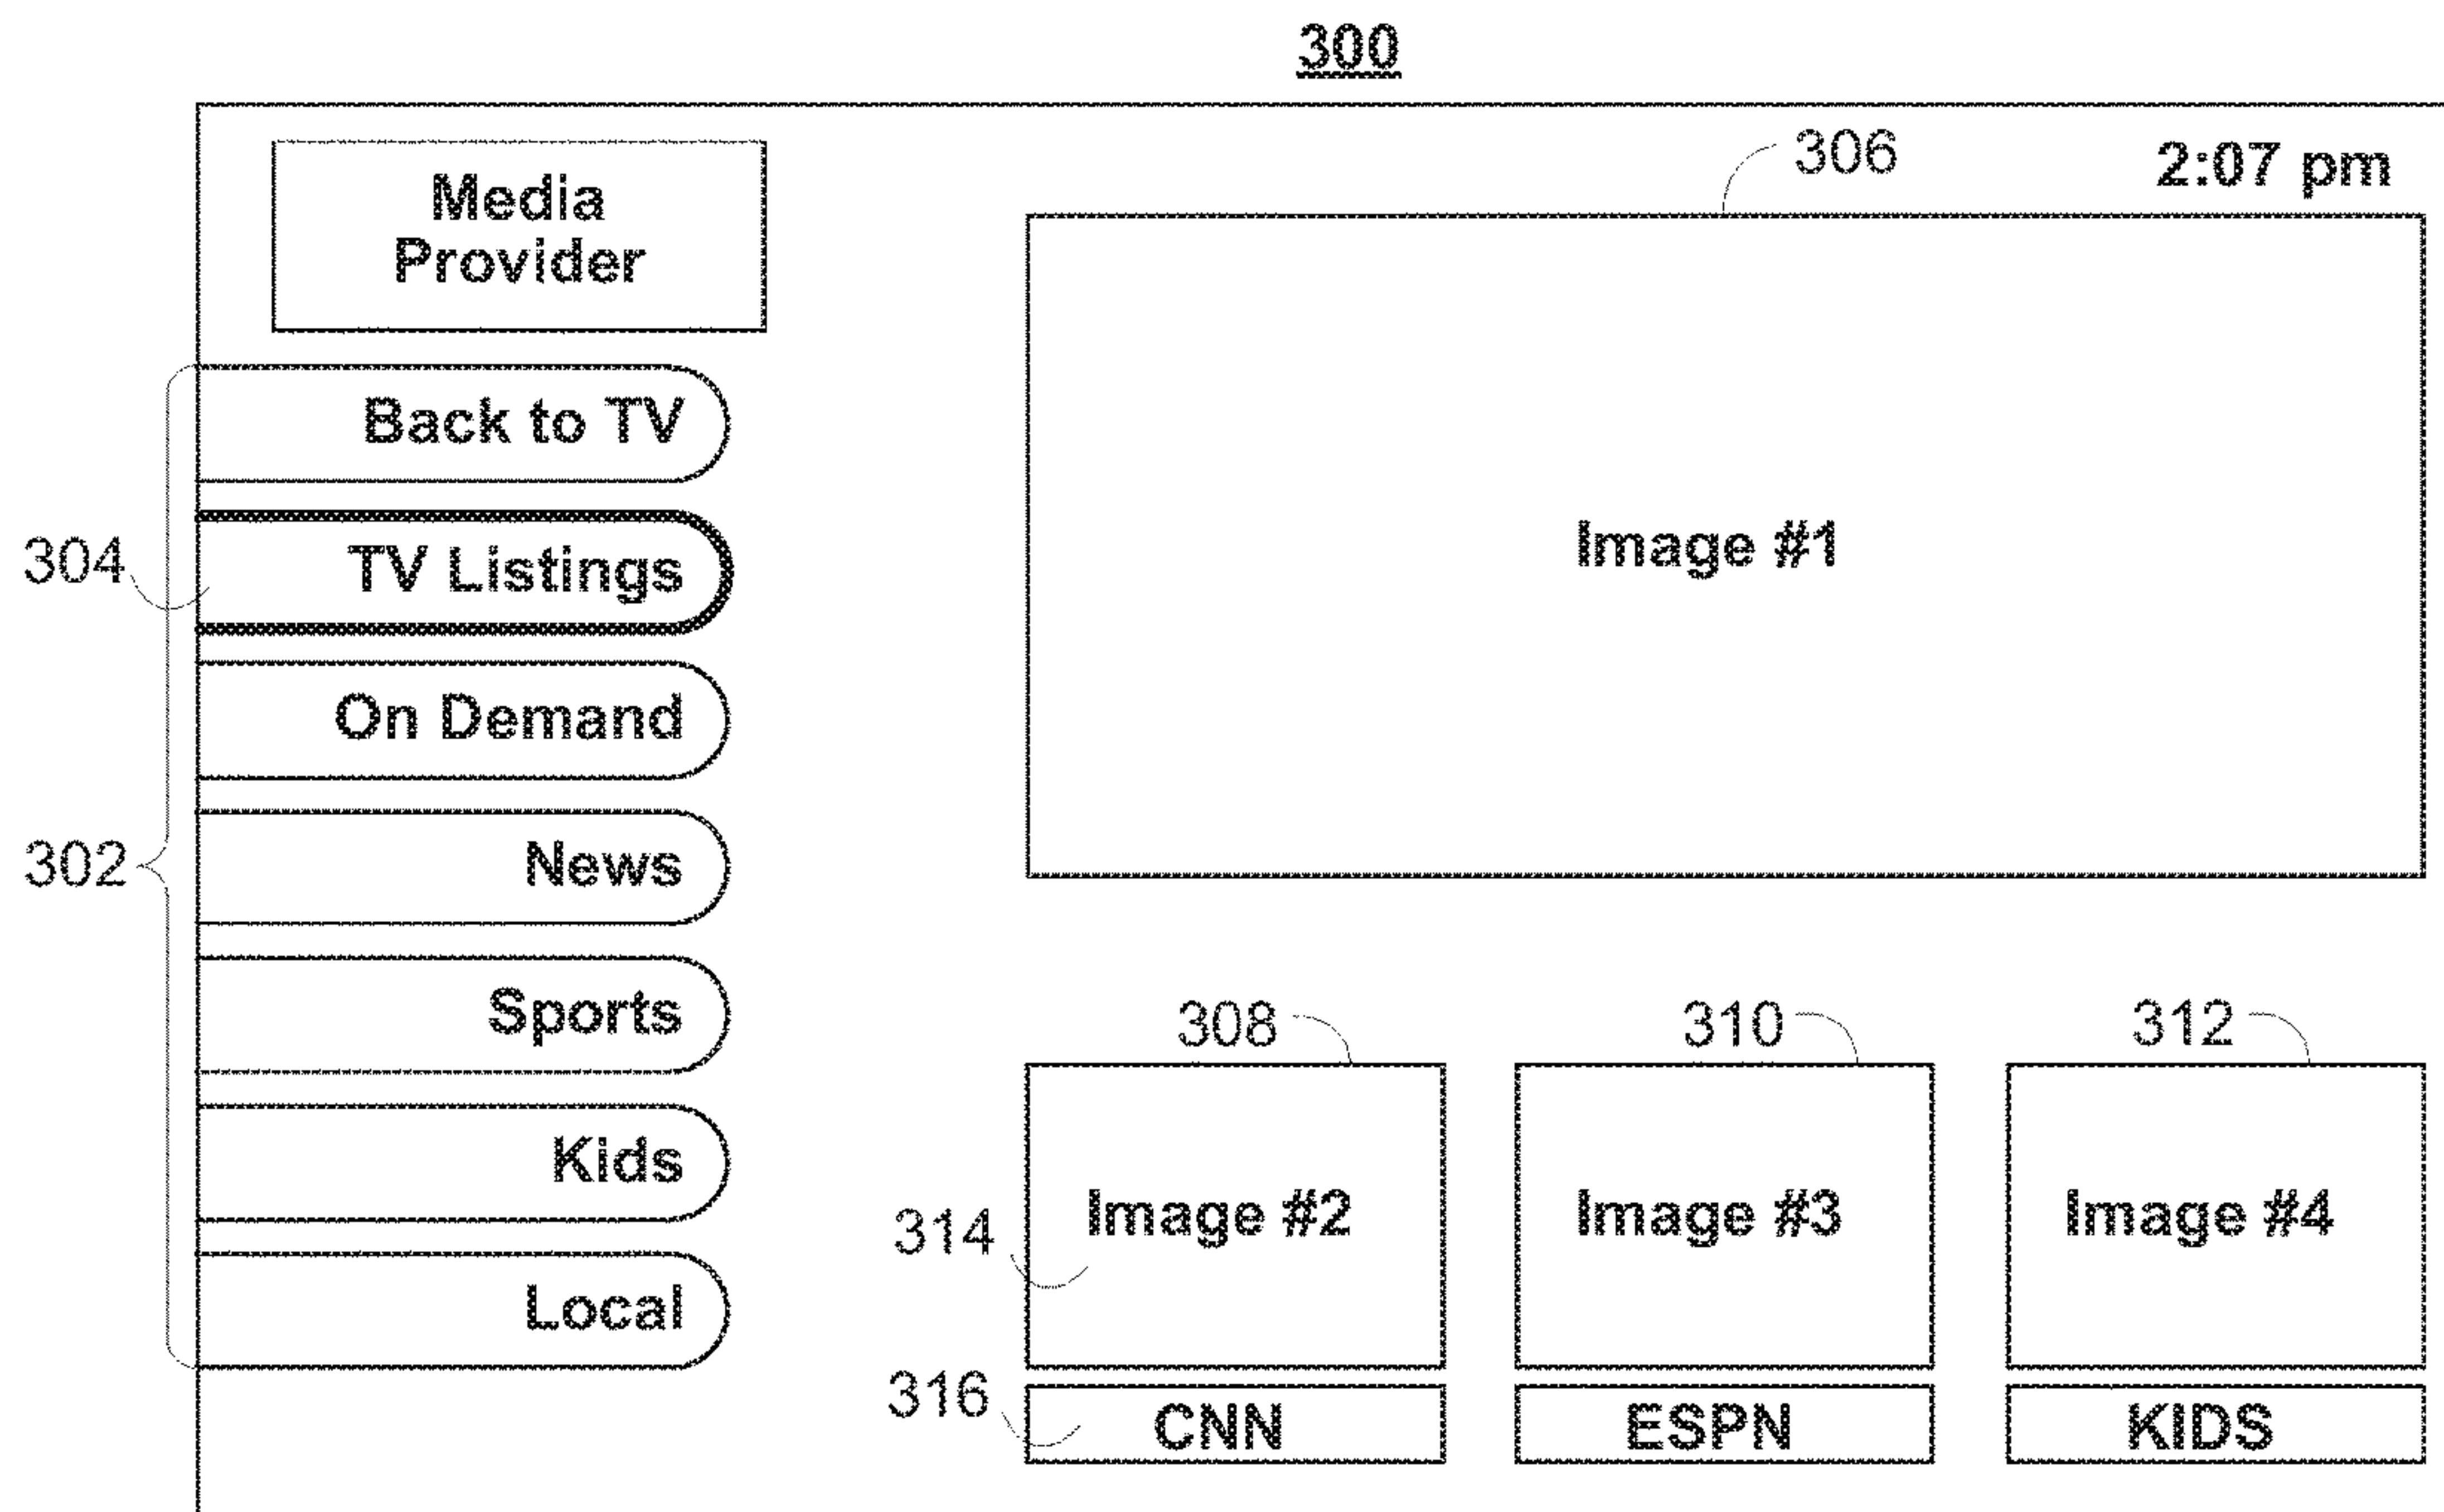 300
306
2:07 pm
Media
Provider
Back to TV
304
TV Listings
Image #1
On Demand
302
News
Sports
308
310
312
Kids
314
Image #2
Image #3
Image #4
Local
316
CNN
ESPN
KIDS